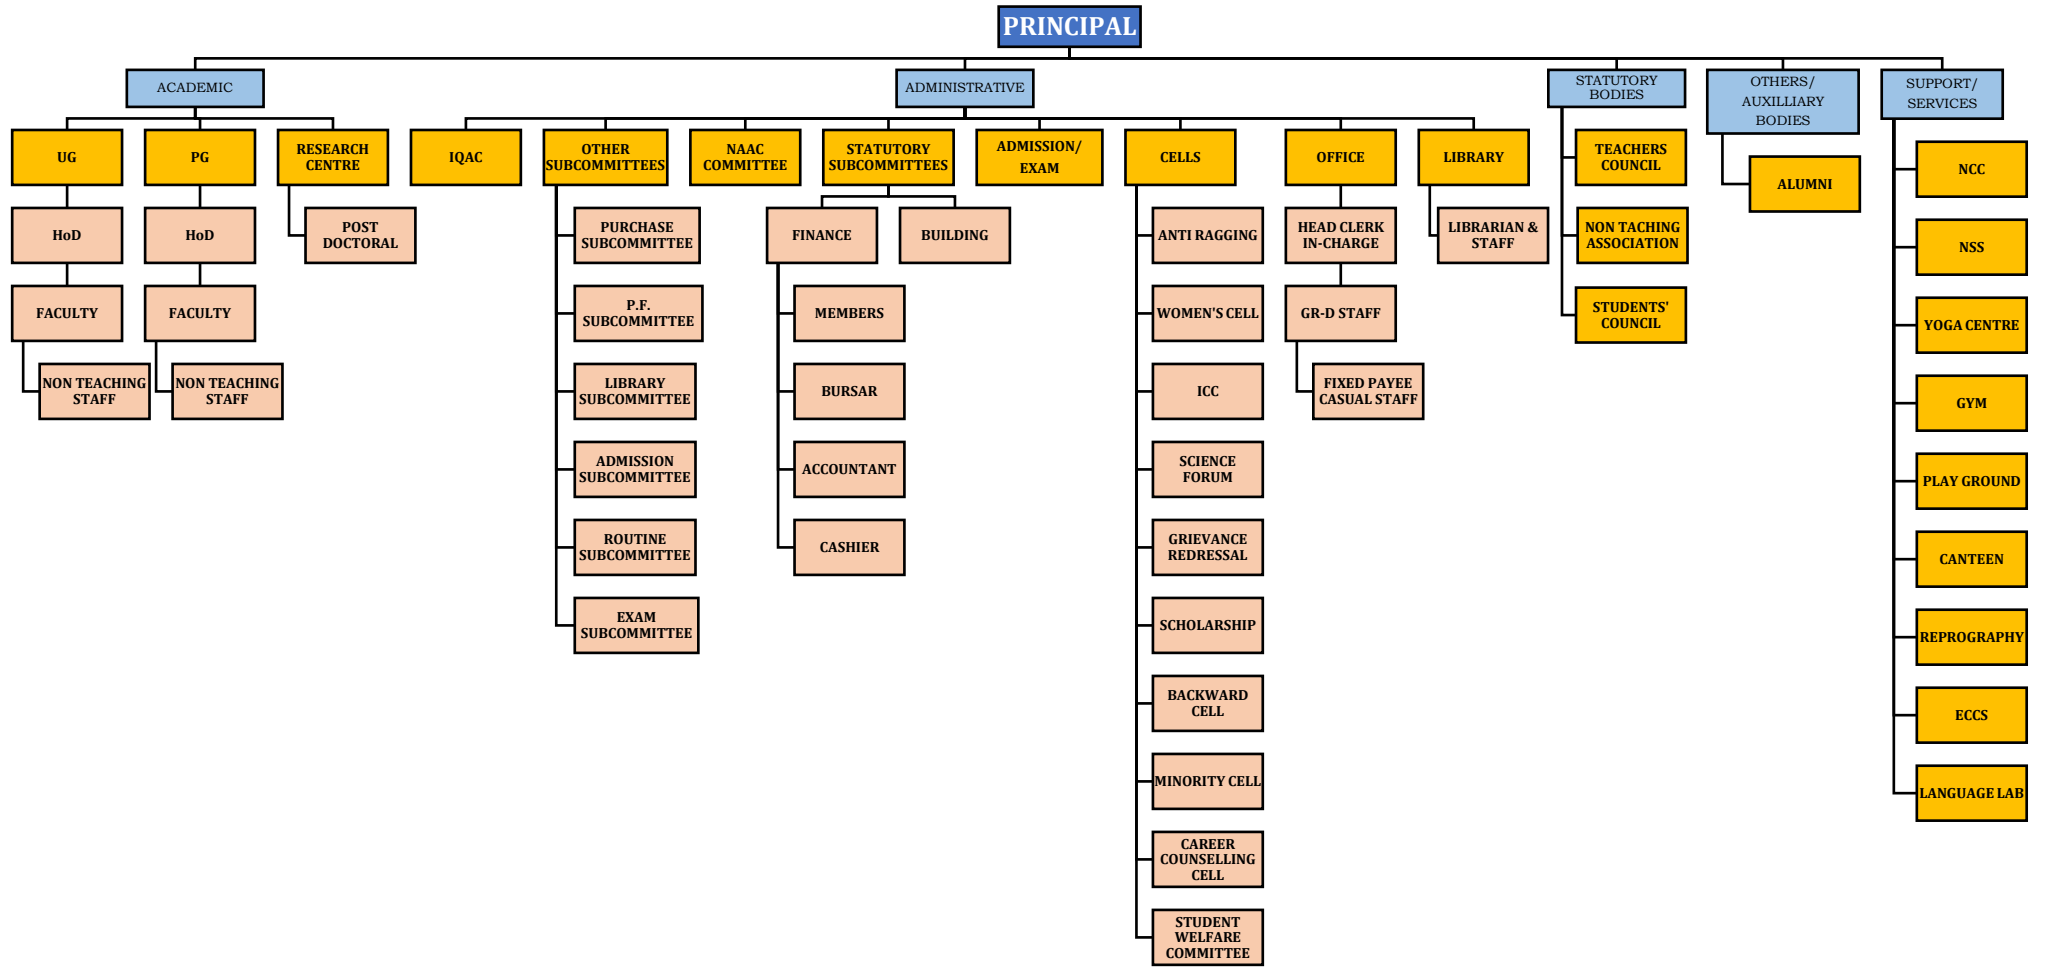 PRINCIPAL
ACADEMIC
ADMINISTRATIVE
STATUTORY
BODIES
OTHERS/
AUXILLIARY
BODIES
SUPPORT/
SERVICES
UG
PG
RESEARCH
CENTRE
IQAC
OTHER
SUBCOMMITTEES
NAAC
COMMITTEE
STATUTORY
SUBCOMMITTEES
ADMISSION/
EXAM
CELLS
OFFICE
LIBRARY
HoD
FACULTY
NON TEACHING
STAFF
HoD
FACULTY
NON TEACHING
STAFF
POST
DOCTORAL
PURCHASE
SUBCOMMITTEE
P.F.
SUBCOMMITTEE
LIBRARY
SUBCOMMITTEE
ADMISSION
SUBCOMMITTEE
ROUTINE
SUBCOMMITTEE
EXAM
SUBCOMMITTEE
FINANCE
BUILDING
MEMBERS
BURSAR
ACCOUNTANT
CASHIER
ANTI RAGGING
WOMEN'S CELL
ICC
SCIENCE
FORUM
GRIEVANCE
REDRESSAL
SCHOLARSHIP
BACKWARD
CELL
MINORITY CELL
CAREER
COUNSELLING
CELL
STUDENT
WELFARE
COMMITTEE
HEAD CLERK
IN-CHARGE
GR-D STAFF
FIXED PAYEE
CASUAL STAFF
LIBRARIAN &
STAFF
TEACHERS
COUNCIL
NON TACHING
ASSOCIATION
STUDENTS'
COUNCIL
ALUMNI
NCC
NSS
YOGA CENTRE
GYM
PLAY GROUND
CANTEEN
REPROGRAPHY
ECCS
LANGUAGE LAB